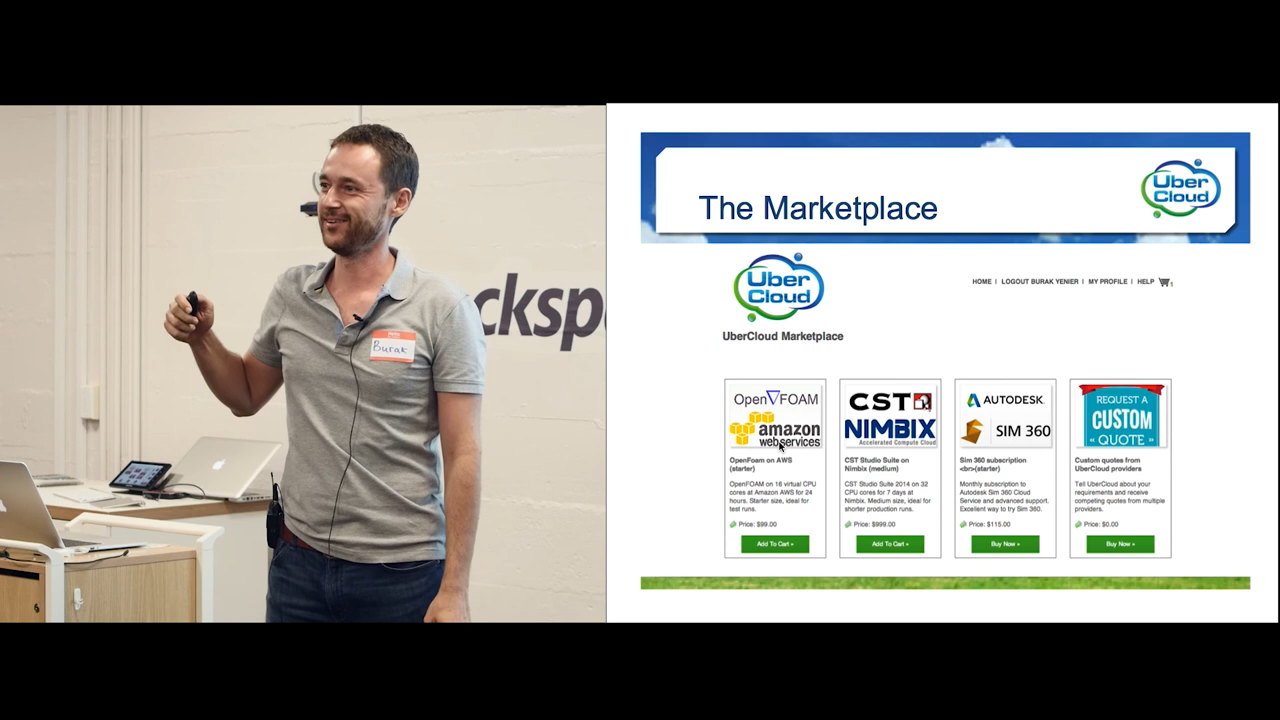 Hello
Burak
cksp
The Marketplace
Uber
Cloud
Uber
Cloud
UberCloud Marketplace
HOME | LOGOUT BURAK YENIER | MY PROFILE | HELP
1
OpenFOAM
amazon
webservices
OpenFoam on AWS
(starter)
OpenFOAM on 16 virtual CPU
cores at Amazon AWS for 24
hours. Starter size, ideal for
test runs.
Price: $99.00
Add To Cart »
CST
NIMBIX
Accelerated Compute Cloud
CST Studio Suite on
Nimbix (medium)
CST Studio Suite 2014 on 32
CPU cores for 7 days at
Nimbix. Medium size, ideal for
shorter production runs.
Price: $999.00
Add To Cart »
AUTODESK
SIM 360
Sim 360 subscription
<br>(starter)
Monthly subscription to
Autodesk Sim 360 Cloud
Service and advanced support.
Excellent way to try Sim 360.
Price: $115.00
Buy Now »
REQUEST A
CUSTOM
« QUOTE »
Custom quotes from
UberCloud providers
Tell UberCloud about your
requirements and receive
competing quotes from multiple
providers.
Price: $0.00
Buy Now »